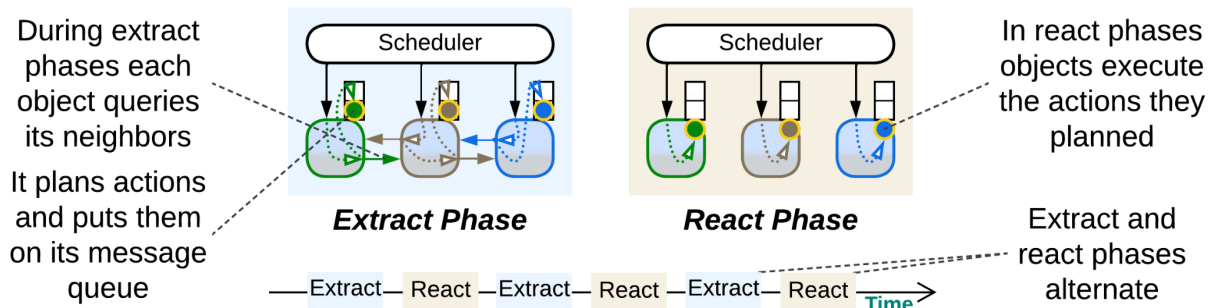 During extract
phases each
object queries
its neighbors
It plans actions
and puts them
on its message
queue
Scheduler
Extract Phase
Scheduler
React Phase
In react phases
objects execute
the actions they
planned
Extract and
react phases
alternate
Extract React Extract React Extract React
Time